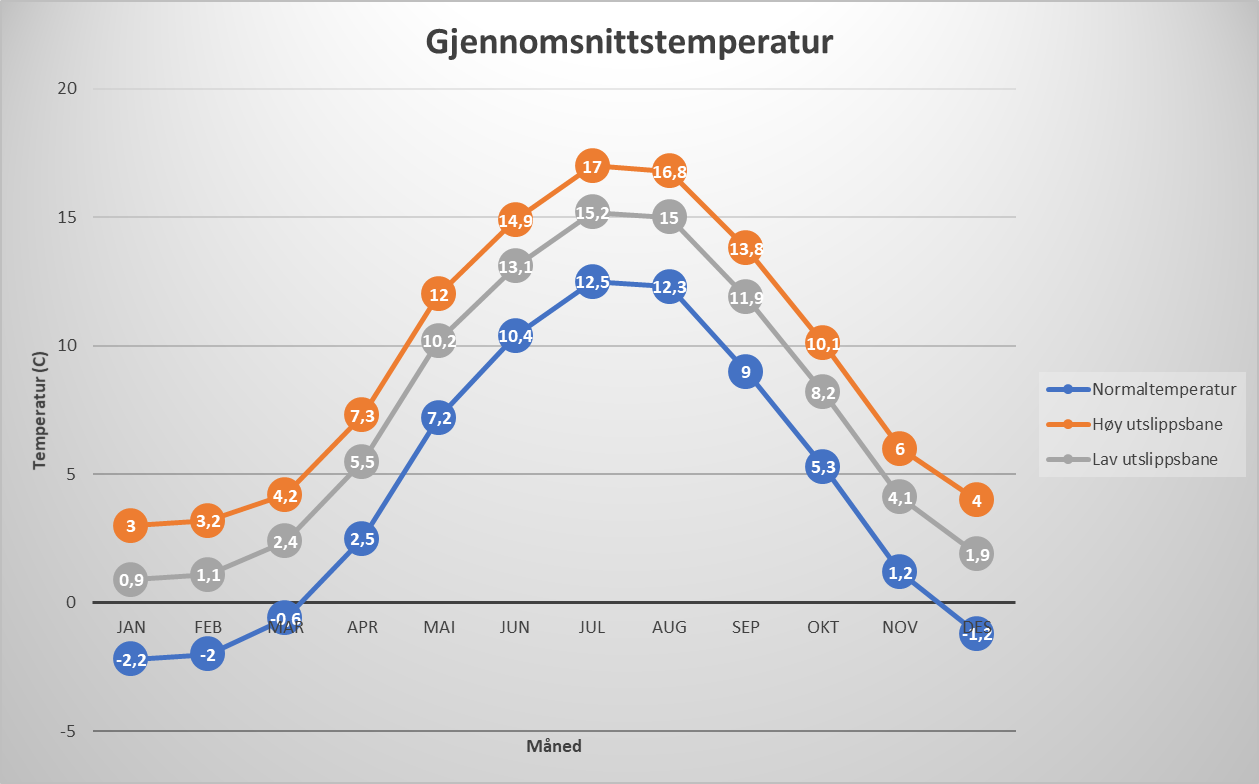 Gjennomsnittstemperatur
20
15
10
5
0
-5
Temperatur (C)
3 3,2 4,2 7,3 12 14,9 17 16,8 13,8 10,1 6 4
0,9 1,1 2,4 5,5 10,2 13,1 15,2 15 11,9 8,2 4,1 1,9
-2,2 -2 -0,6 2,5 7,2 10,4 12,5 12,3 9 5,3 1,2 -1,2
JAN FEB MAR APR MAI JUN JUL AUG SEP OKT NOV DES
Måned
Normaltemperatur
Høy utslippsbane
Lav utslippsbane